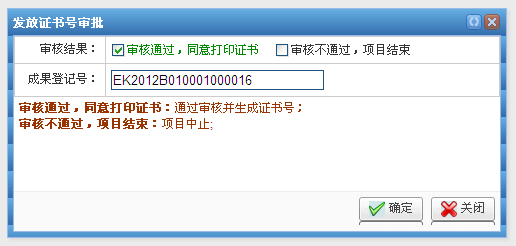 发放证书号审批
审核结果： 审核通过，同意打印证书 审核不通过，项目结束
成果登记号： EK2012B010001000016
审核通过，同意打印证书：通过审核并生成证书号；
审核不通过，项目结束：项目中止;
确定 关闭